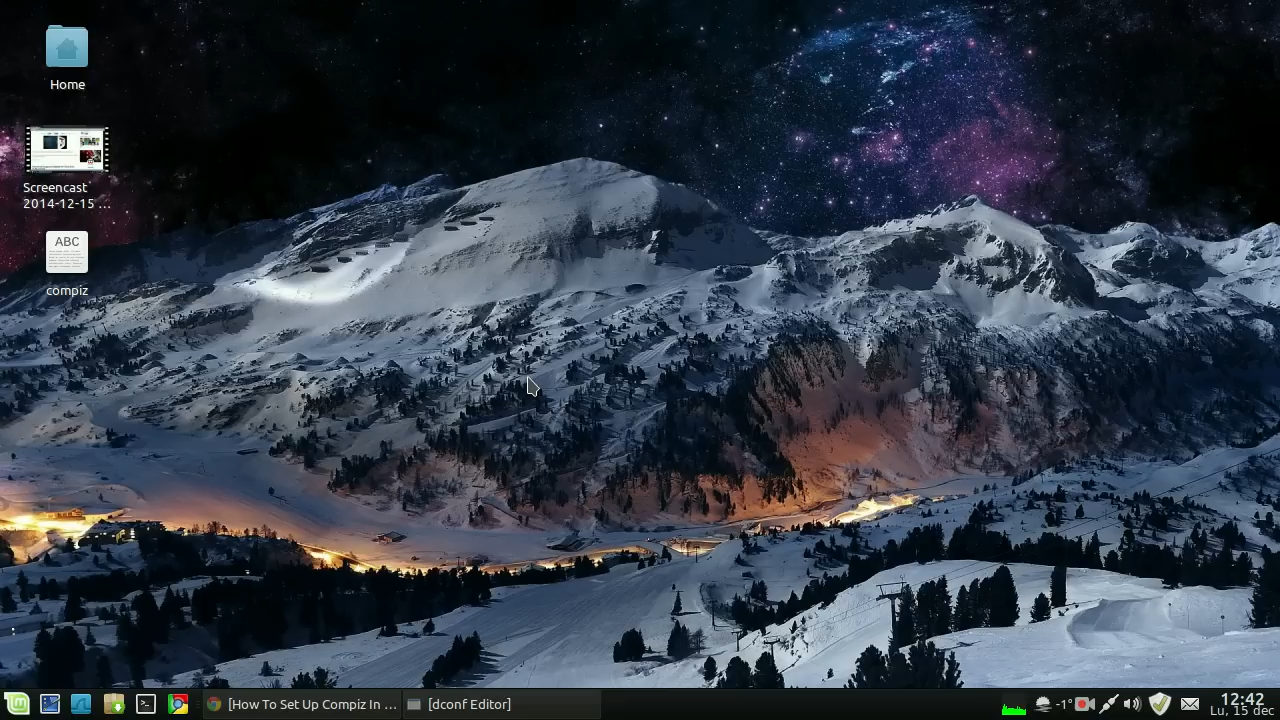 Home
Screencast
2014-12-15 ...
ABC
compiz
[How To Set Up Compiz In ...
[dconf Editor]
-1°
12:42
Lu, 15 dec